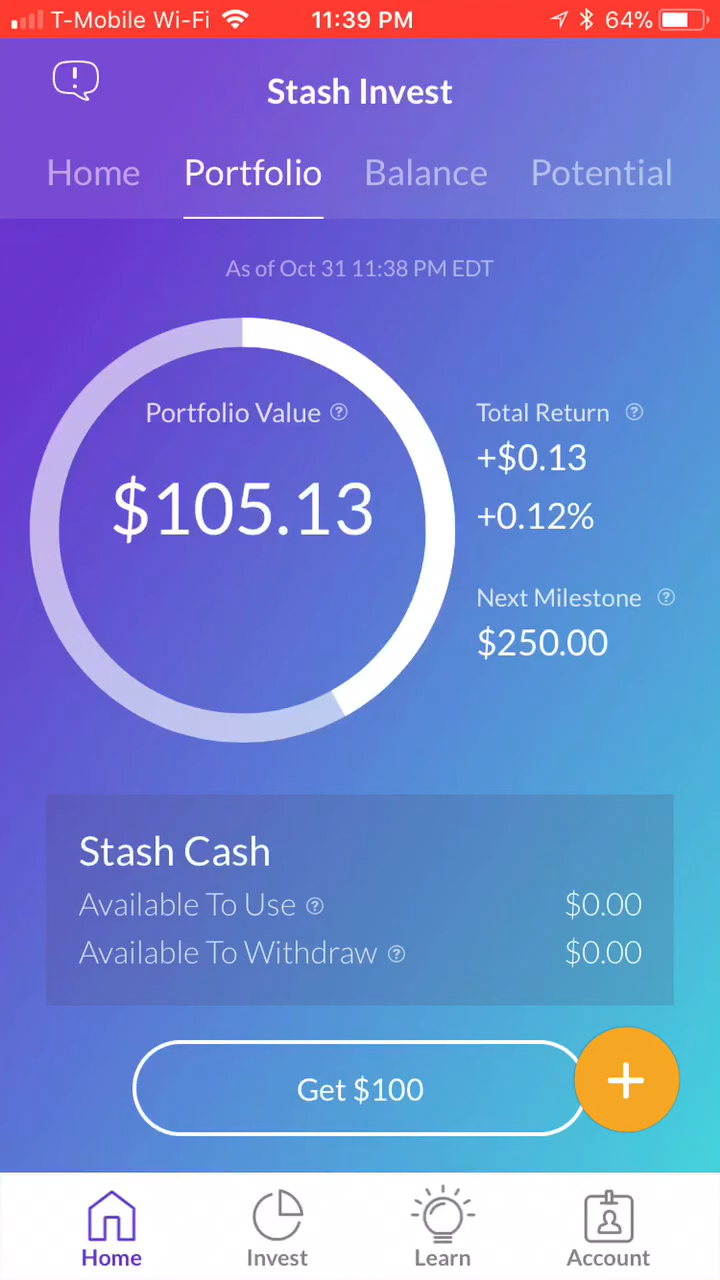 T-Mobile Wi-Fi 11:39 PM 64%
Stash Invest
Home Portfolio Balance Potential
As of Oct 31 11:38 PM EDT
Portfolio Value ?
$105.13
Total Return ?
+$0.13
+0.12%
Next Milestone ?
$250.00
Stash Cash
Available To Use ? $0.00
Available To Withdraw ? $0.00
Get $100
+
Home Invest Learn Account